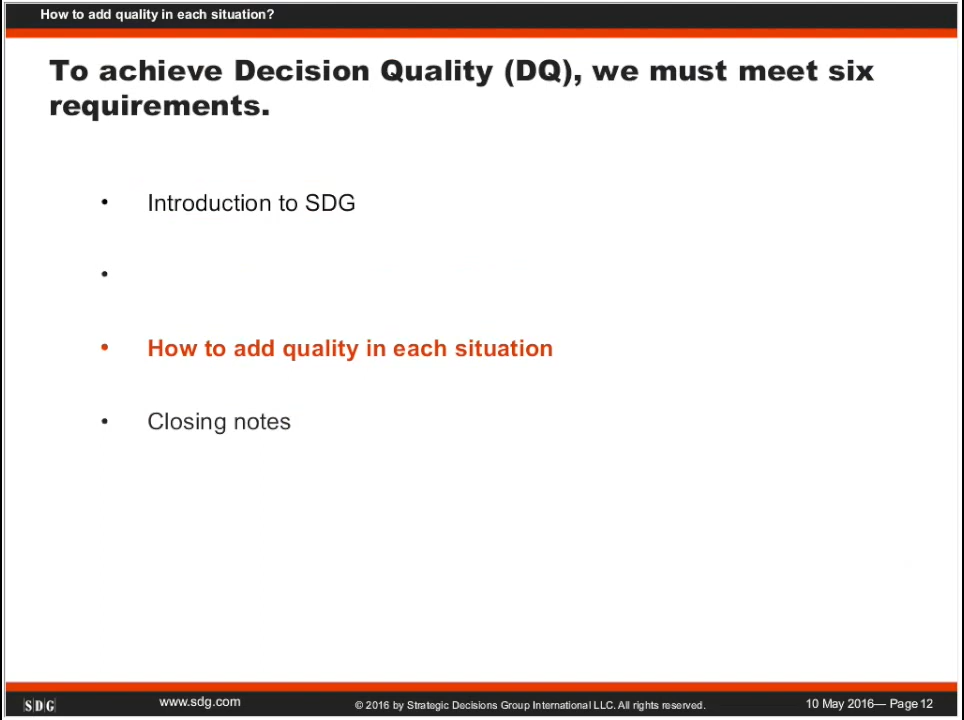 How to add quality in each situation?
To achieve Decision Quality (DQ), we must meet six
requirements.
• Introduction to SDG
•
• How to add quality in each situation
• Closing notes
SDG
www.sdg.com
© 2016 by Strategic Decisions Group International LLC. All rights reserved.
10 May 2016— Page 12